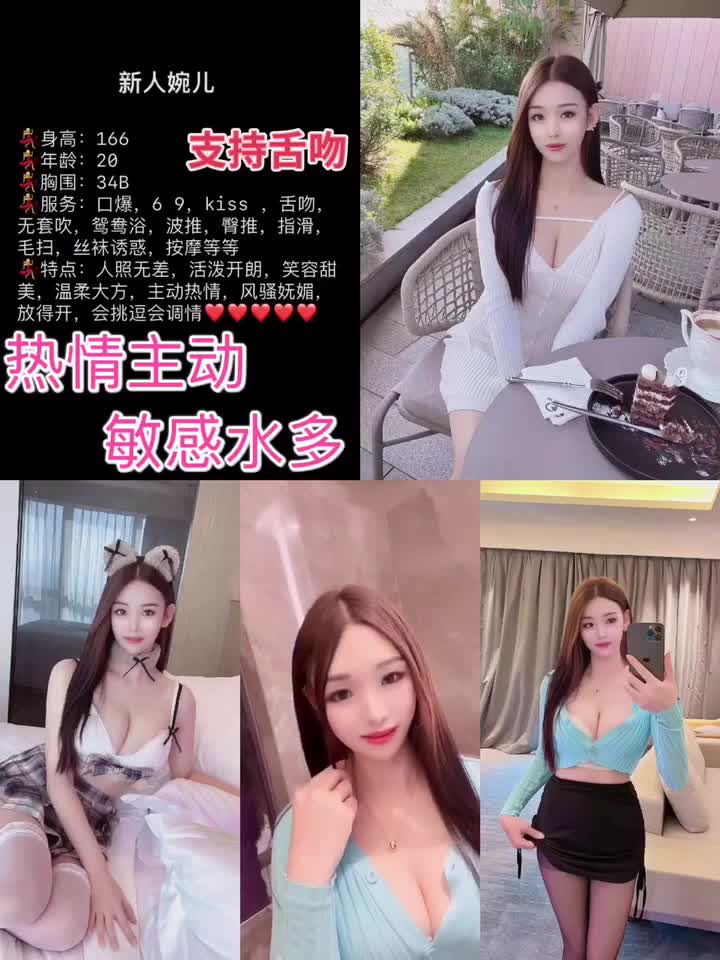 新人婉儿
💃身高：166
💃年龄：20
💃胸围：34B
💃服务：口爆，6 9，kiss ，舌吻，
无套吹，鸳鸯浴，波推，臀推，指滑，
毛扫，丝袜诱惑，按摩等等
💃特点：人照无差，活泼开朗，笑容甜
美，温柔大方，主动热情，风骚妩媚，
放得开，会挑逗会调情❤️❤️❤️❤️❤️
支持舌吻
热情主动
敏感水多